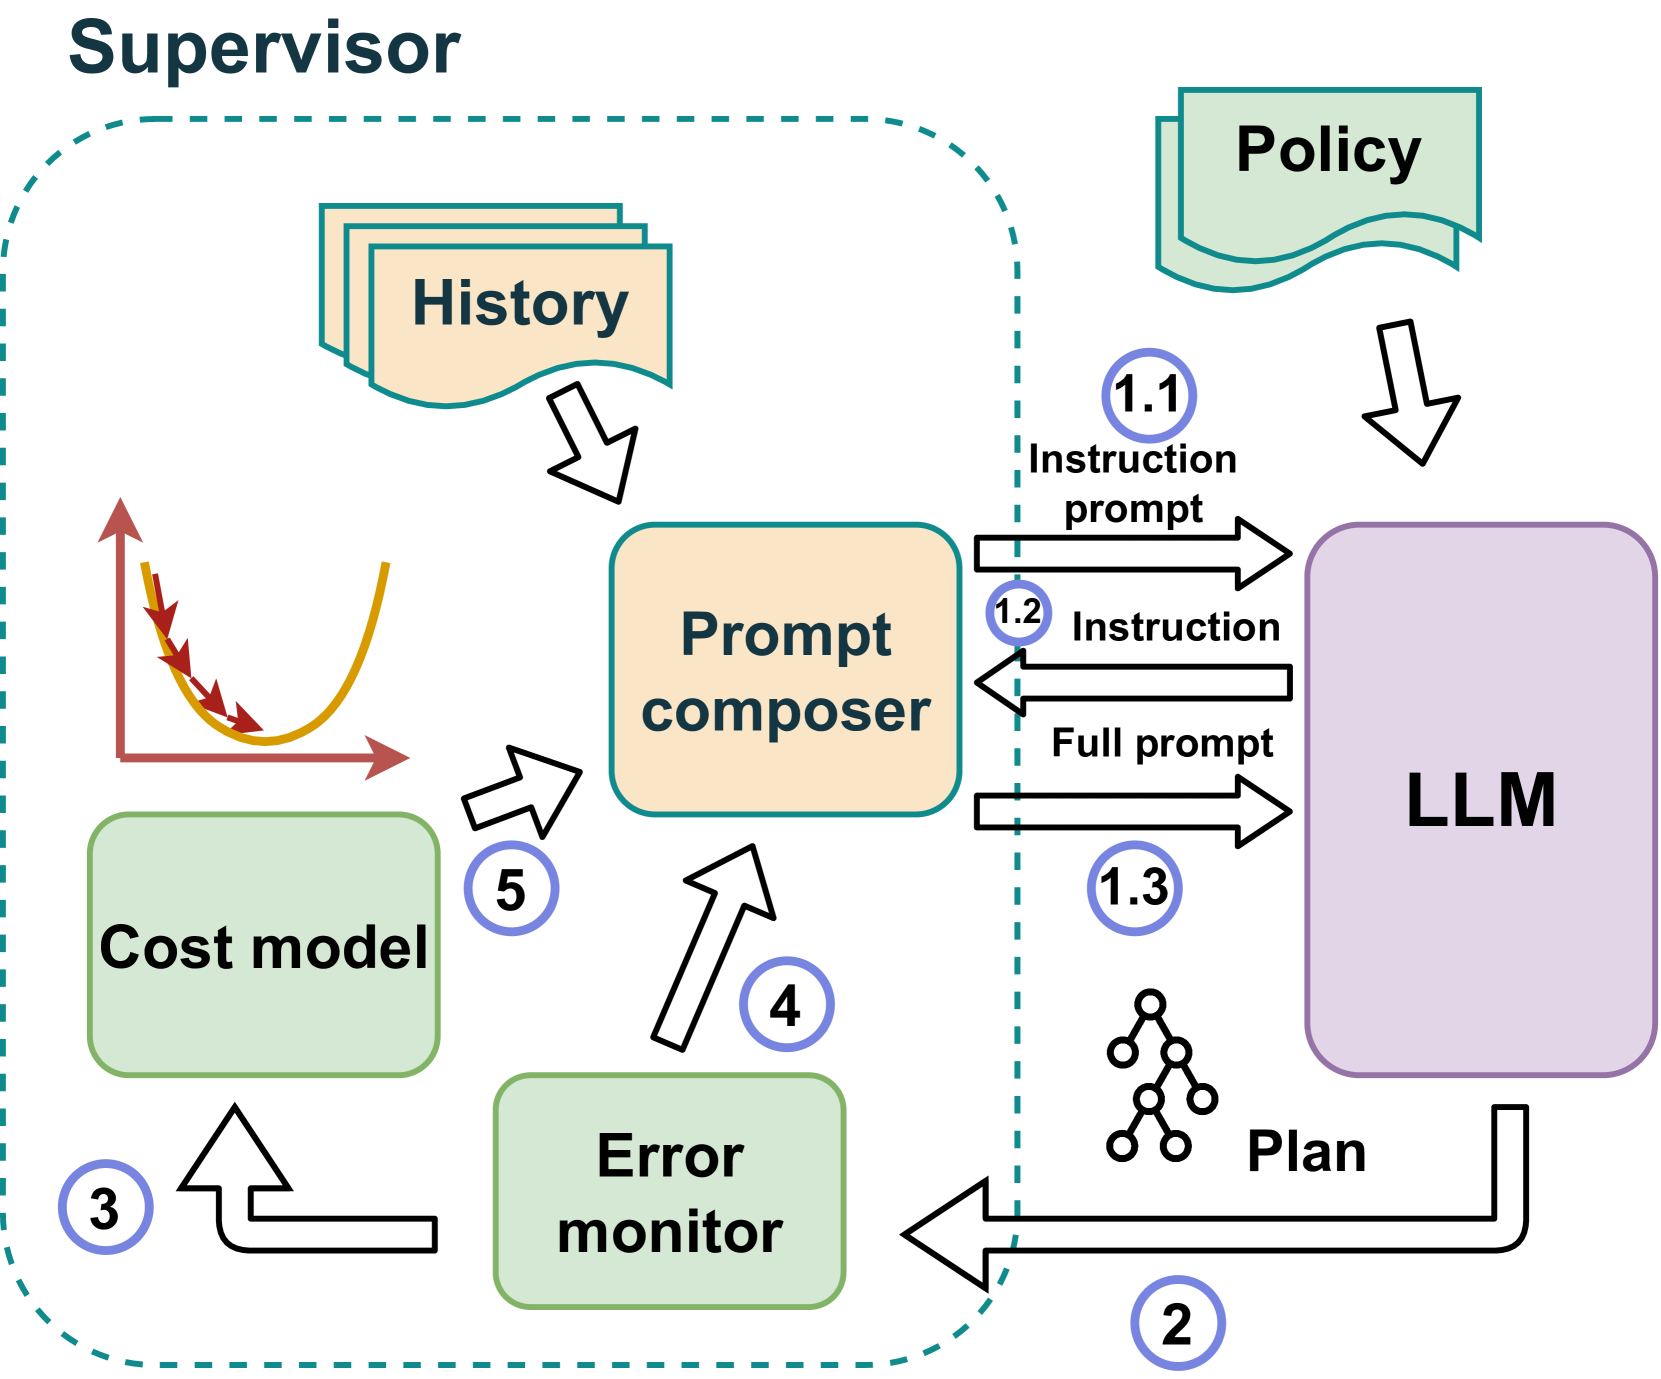 Supervisor
Policy
History
1.1
Instruction
prompt
1.2
Instruction
Prompt
composer
Full prompt
LLM
5
1.3
Cost model
4
Error
monitor
Plan
3
2